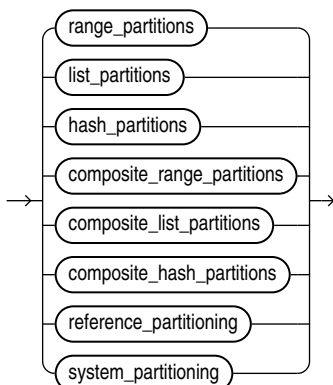 range_partitions
list_partitions
hash_partitions
composite_range_partitions
composite_list_partitions
composite_hash_partitions
reference_partitioning
system_partitioning